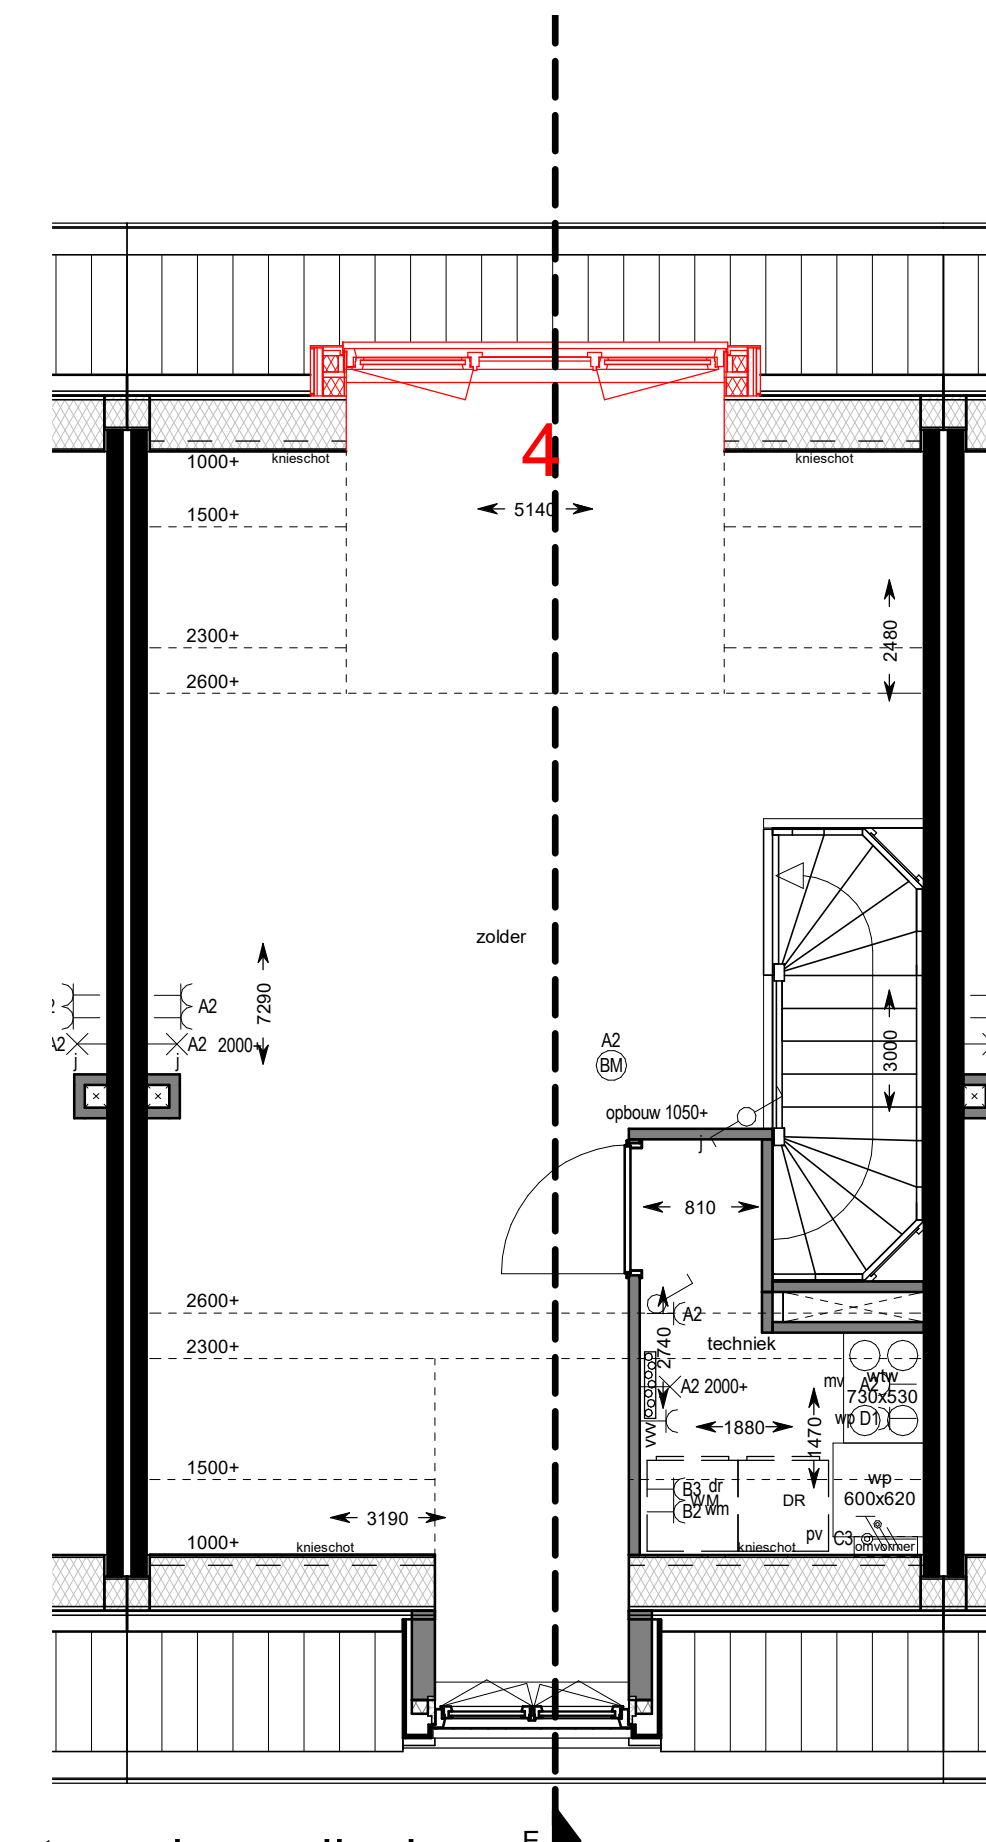 4
1000+
knieschot
knieschot
5140
1500+
2300+
2480
2600+
zolder
A2
7290
A2
A2 2000+
j
j
A2
BM
3000
opbouw 1050+
j
810
2600+
A2
2740
techniek
2300+
wtw
mv A2
730x530
A2 2000+
wp D1
1880
1470
vw
1500+
wp
600x620
B3 dr
WM
DR
B2 wm
3190
pv C3
1000+
knieschot
knieschot
omvormer
E